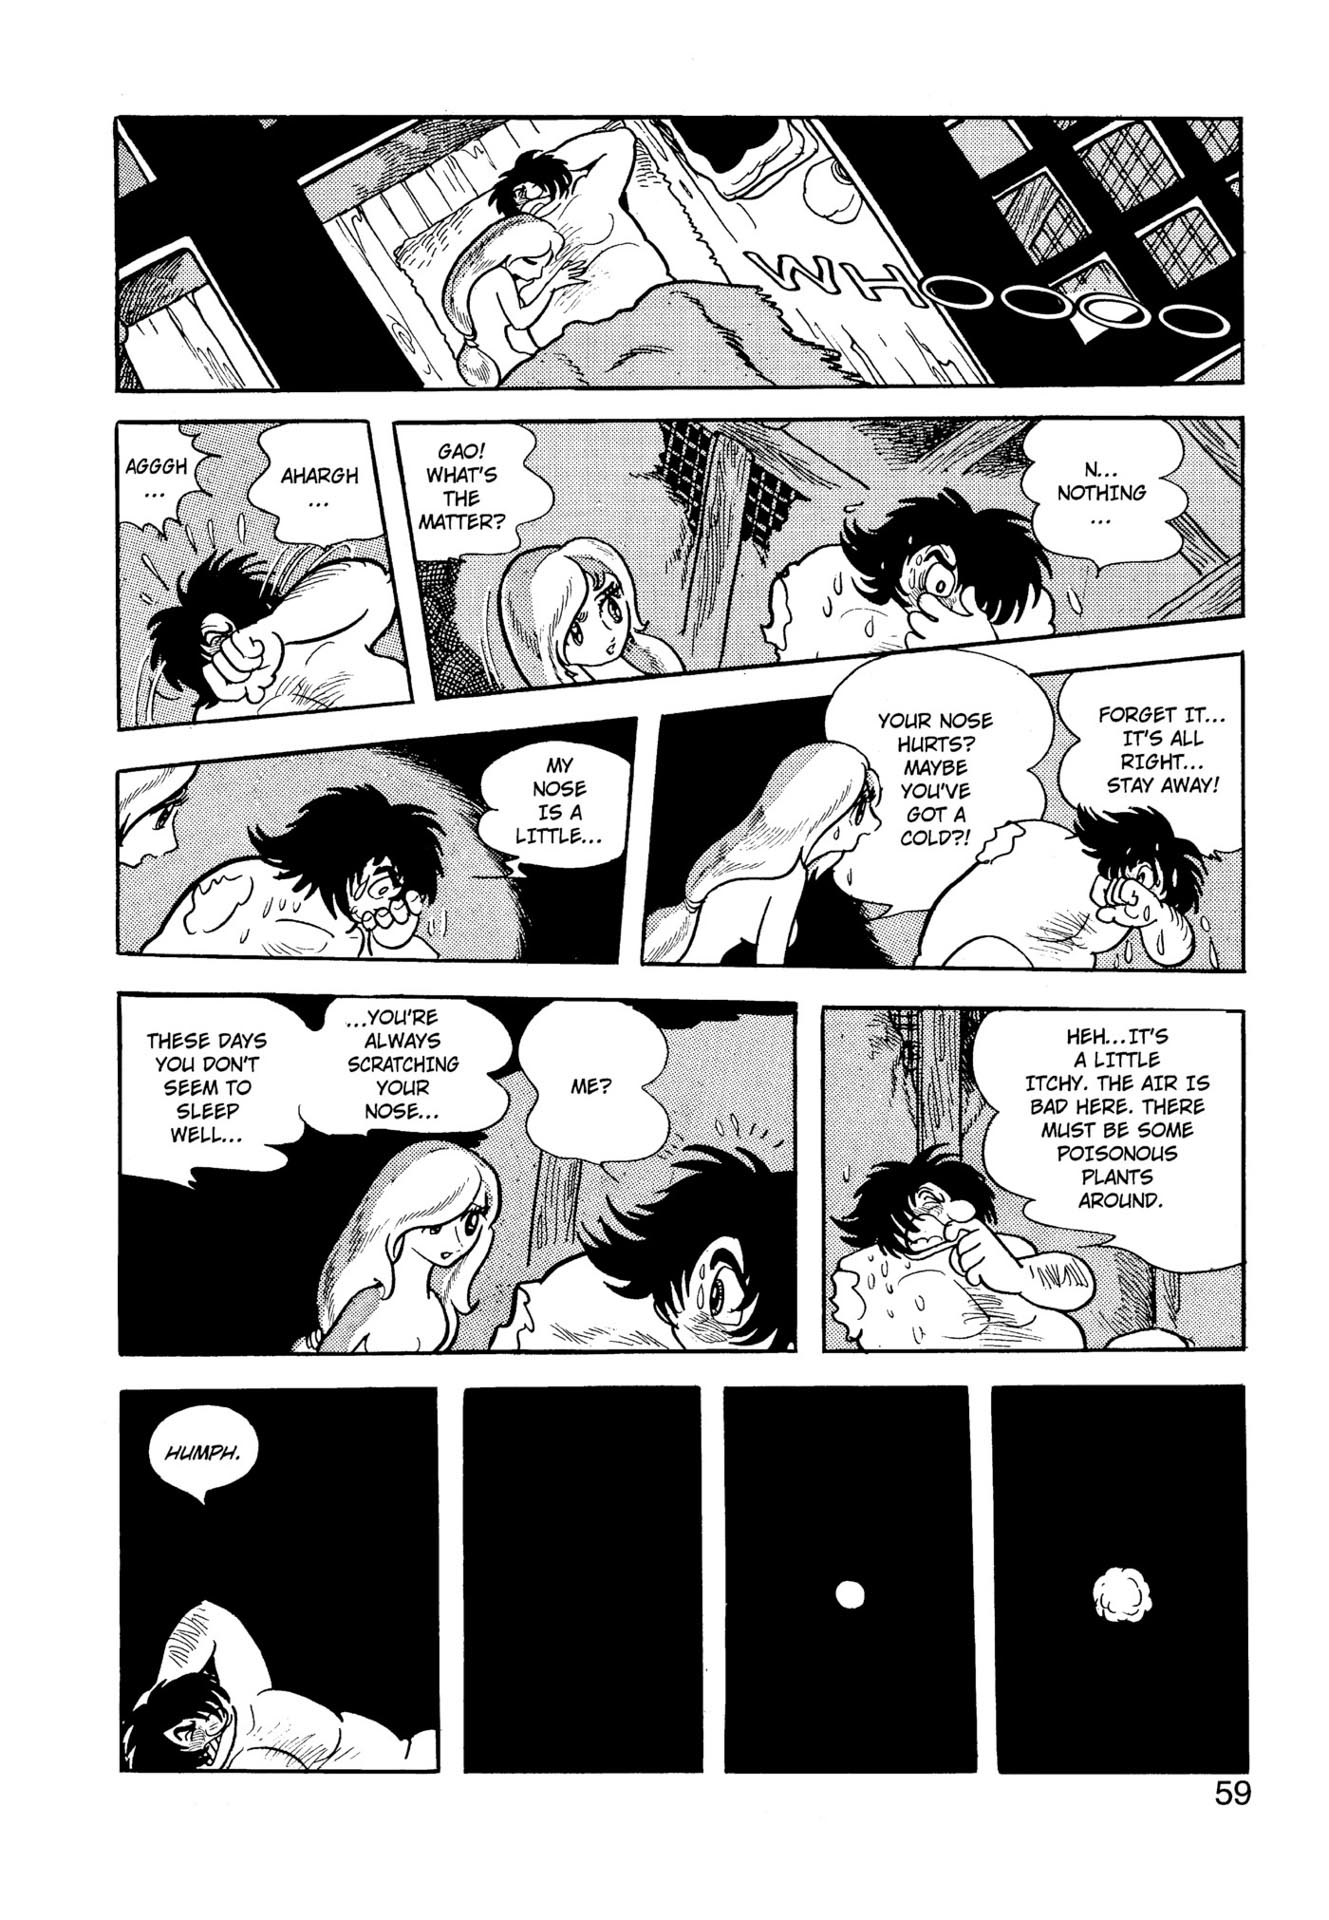 WHOOOO
AGGGH
...
AHARGH
...
GAO!
WHAT'S
THE
MATTER?
N...
NOTHING
...
MY
NOSE
IS A
LITTLE...
YOUR NOSE
HURTS?
MAYBE
YOU'VE
GOT A
COLD?!
FORGET IT...
IT'S ALL
RIGHT...
STAY AWAY!
THESE DAYS
YOU DON'T
SEEM TO
SLEEP
WELL...
...YOU'RE
ALWAYS
SCRATCHING
YOUR
NOSE...
ME?
HEH...IT'S
A LITTLE
ITCHY. THE AIR IS
BAD HERE. THERE
MUST BE SOME
POISONOUS
PLANTS
AROUND.
HUMPH.
59